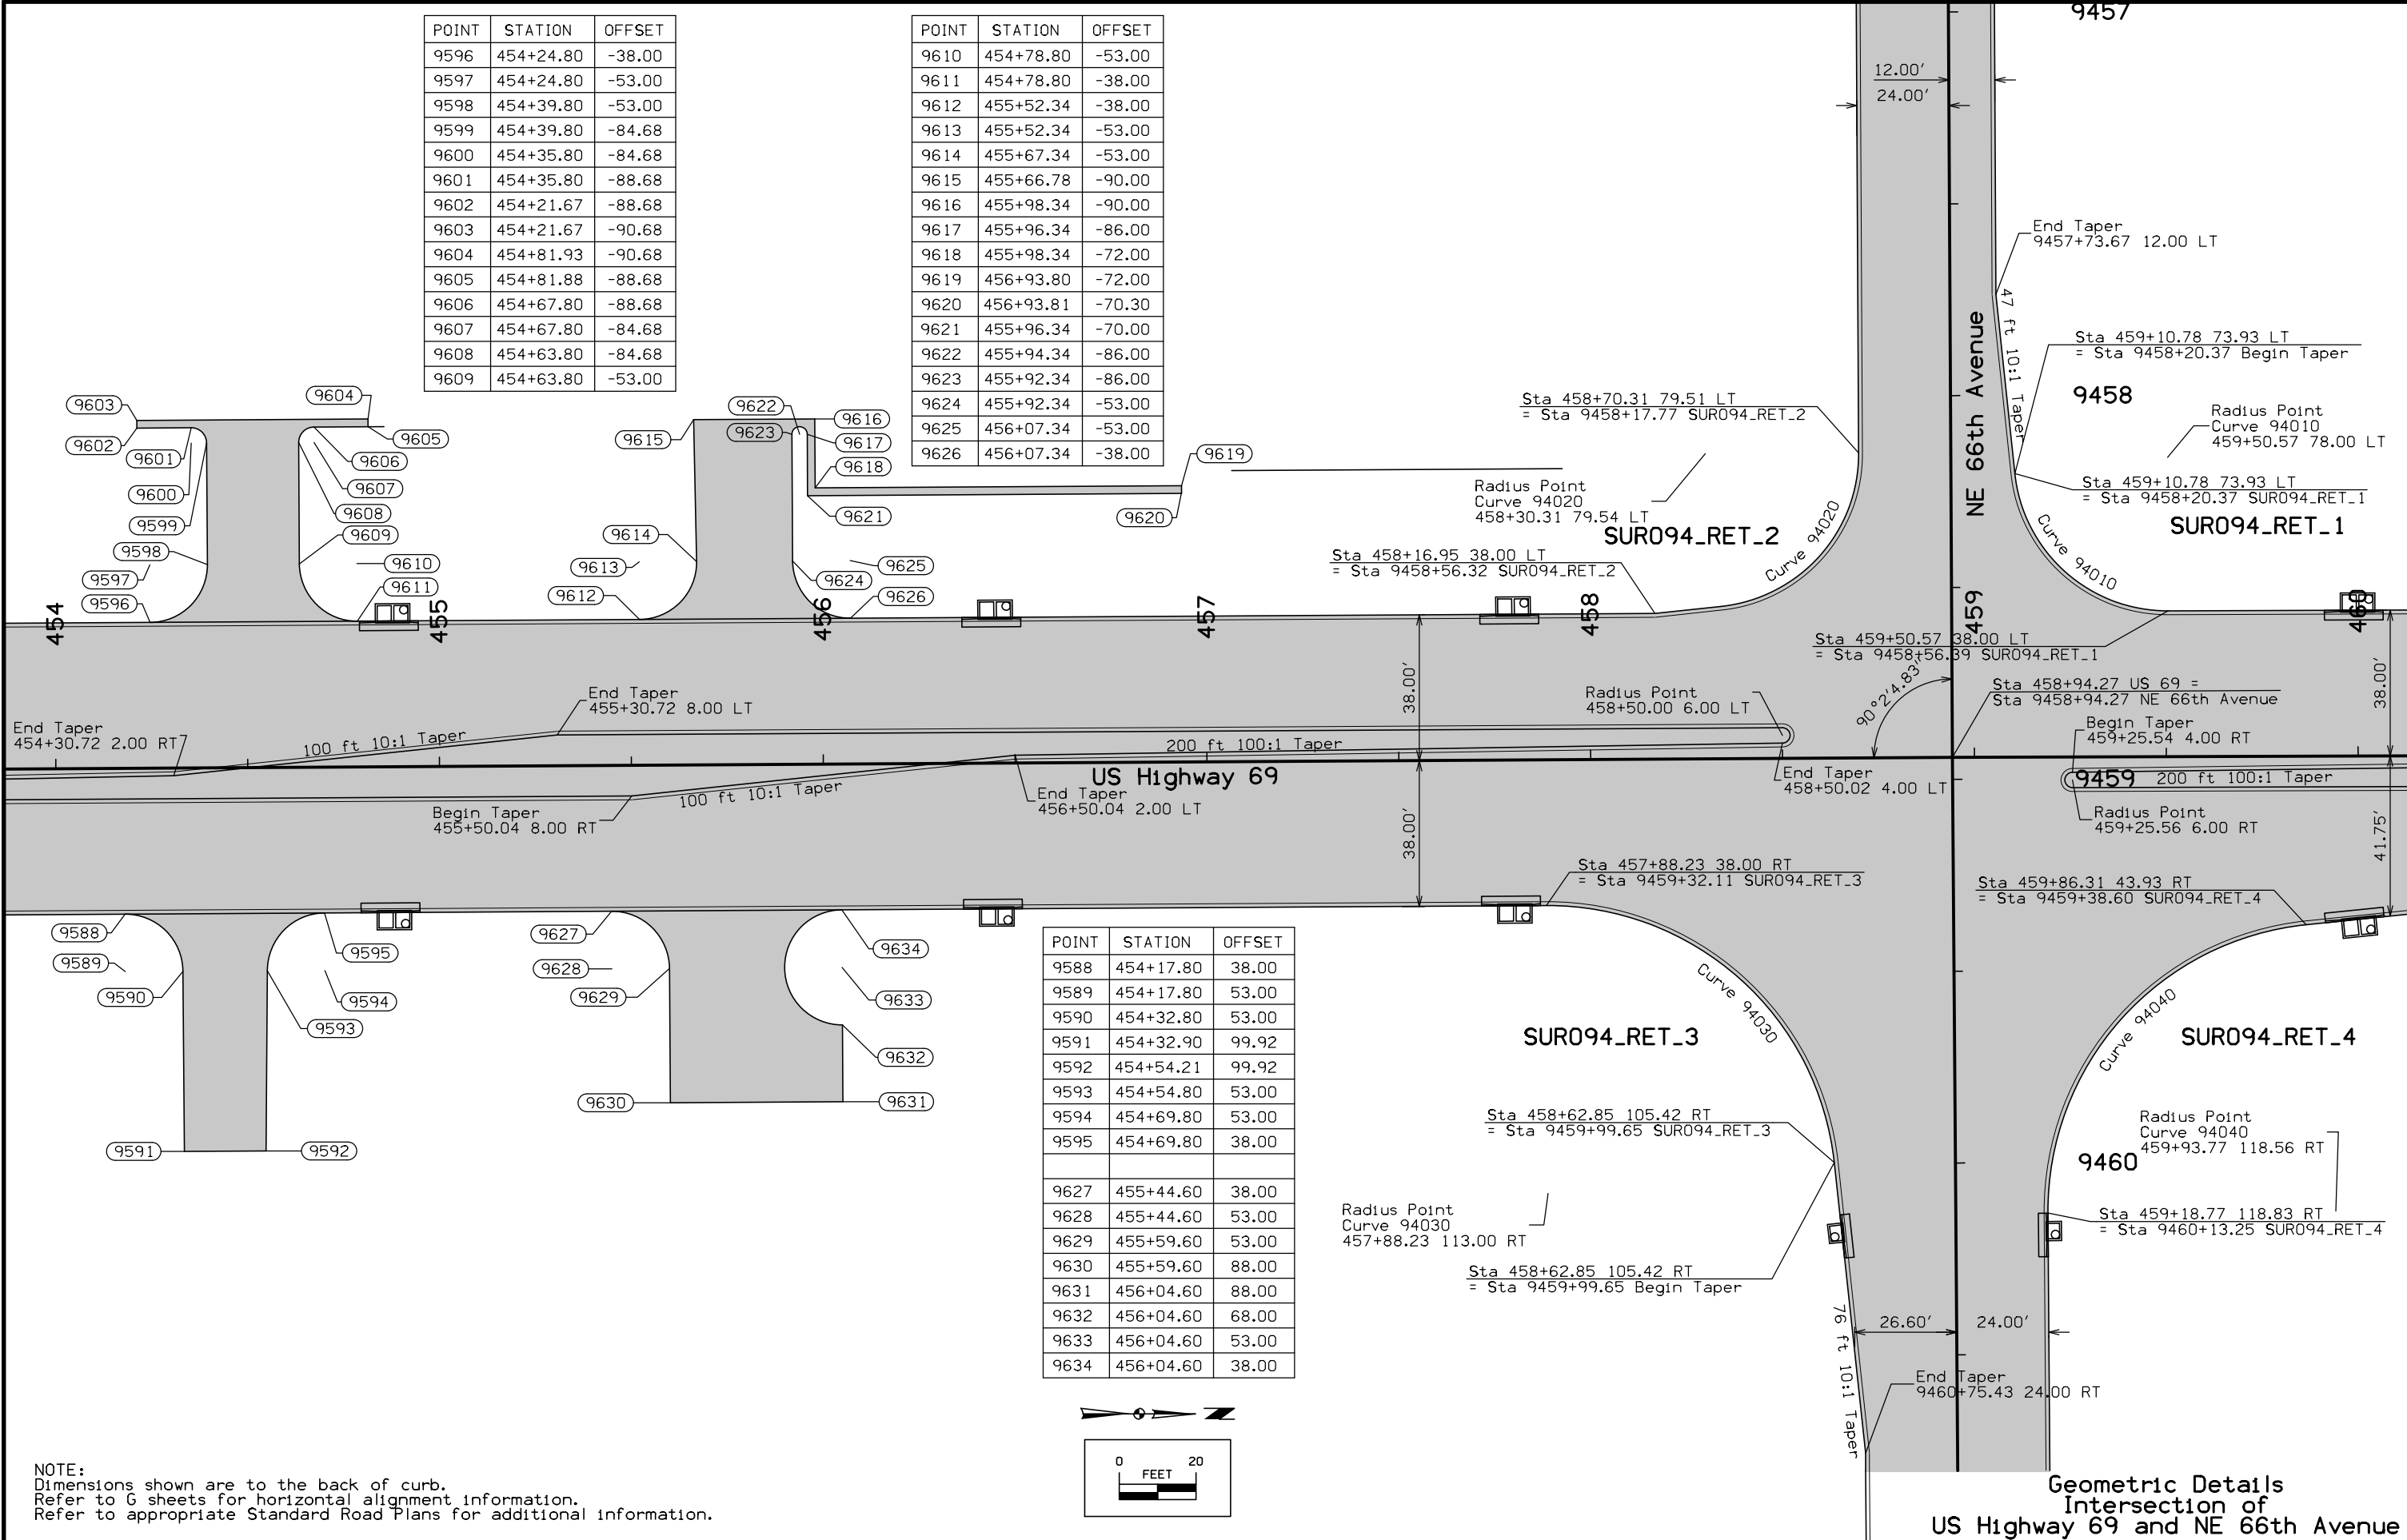 POINT STATION OFFSET
9596 454+24.80 -38.00
9597 454+24.80 -53.00
9598 454+39.80 -53.00
9599 454+39.80 -84.68
9600 454+35.80 -84.68
9601 454+35.80 -88.68
9602 454+21.67 -88.68
9603 454+21.67 -90.68
9604 454+81.93 -90.68
9605 454+81.88 -88.68
9606 454+67.80 -88.68
9607 454+67.80 -84.68
9608 454+63.80 -84.68
9609 454+63.80 -53.00
POINT STATION OFFSET
9610 454+78.80 -53.00
9611 454+78.80 -38.00
9612 455+52.34 -38.00
9613 455+52.34 -53.00
9614 455+67.34 -53.00
9615 455+66.78 -90.00
9616 455+98.34 -90.00
9617 455+96.34 -86.00
9618 455+98.34 -72.00
9619 456+93.80 -72.00
9620 456+93.81 -70.30
9621 455+96.34 -70.00
9622 455+94.34 -86.00
9623 455+92.34 -86.00
9624 455+92.34 -53.00
9625 456+07.34 -53.00
9626 456+07.34 -38.00
9457
12.00'
24.00'
End Taper
9457+73.67 12.00 LT
47 ft 10:1 Taper
NE 66th Avenue
Sta 459+10.78 73.93 LT
= Sta 9458+20.37 Begin Taper
9458
Radius Point
Curve 94010
459+50.57 78.00 LT
Sta 459+10.78 73.93 LT
= Sta 9458+20.37 SUR094_RET_1
SUR094_RET_1
Curve 94010
Sta 458+70.31 79.51 LT
= Sta 9458+17.77 SUR094_RET_2
Radius Point
Curve 94020
458+30.31 79.54 LT
SUR094_RET_2
Curve 94020
Sta 458+16.95 38.00 LT
= Sta 9458+56.32 SUR094_RET_2
9603
9604
9602
9601
9605
9606
9600
9607
9599
9608
9598
9609
9597
9610
9596
9611
9622
9616
9615
9623
9617
9618
9619
9621
9620
9614
9613
9625
9624
9612
9626
454
455
456
457
458
459
460
Sta 459+50.57 38.00 LT
= Sta 9458+56.39 SUR094_RET_1
90°2'4.83"
Sta 458+94.27 US 69 =
Sta 9458+94.27 NE 66th Avenue
38.00'
38.00'
End Taper
454+30.72 2.00 RT
100 ft 10:1 Taper
End Taper
455+30.72 8.00 LT
Radius Point
458+50.00 6.00 LT
200 ft 100:1 Taper
US Highway 69
Begin Taper
455+50.04 8.00 RT
100 ft 10:1 Taper
End Taper
456+50.04 2.00 LT
End Taper
458+50.02 4.00 LT
Begin Taper
459+25.54 4.00 RT
9459
200 ft 100:1 Taper
Radius Point
459+25.56 6.00 RT
38.00'
41.75'
Sta 457+88.23 38.00 RT
= Sta 9459+32.11 SUR094_RET_3
Sta 459+86.31 43.93 RT
= Sta 9459+38.60 SUR094_RET_4
9588
9595
9589
9590
9594
9593
9591
9592
9627
9634
9628
9629
9633
9632
9630
9631
POINT STATION OFFSET
9588 454+17.80 38.00
9589 454+17.80 53.00
9590 454+32.80 53.00
9591 454+32.90 99.92
9592 454+54.21 99.92
9593 454+54.80 53.00
9594 454+69.80 53.00
9595 454+69.80 38.00
9627 455+44.60 38.00
9628 455+44.60 53.00
9629 455+59.60 53.00
9630 455+59.60 88.00
9631 456+04.60 88.00
9632 456+04.60 68.00
9633 456+04.60 53.00
9634 456+04.60 38.00
Curve 94030
SUR094_RET_3
Curve 94040
SUR094_RET_4
Sta 458+62.85 105.42 RT
= Sta 9459+99.65 SUR094_RET_3
Radius Point
Curve 94030
457+88.23 113.00 RT
Sta 458+62.85 105.42 RT
= Sta 9459+99.65 Begin Taper
Radius Point
Curve 94040
459+93.77 118.56 RT
9460
Sta 459+18.77 118.83 RT
= Sta 9460+13.25 SUR094_RET_4
26.60'
24.00'
76 ft 10:1 Taper
End Taper
9460+75.43 24.00 RT
N
0 20
FEET
NOTE:
Dimensions shown are to the back of curb.
Refer to G sheets for horizontal alignment information.
Refer to appropriate Standard Road Plans for additional information.
Geometric Details
Intersection of
US Highway 69 and NE 66th Avenue